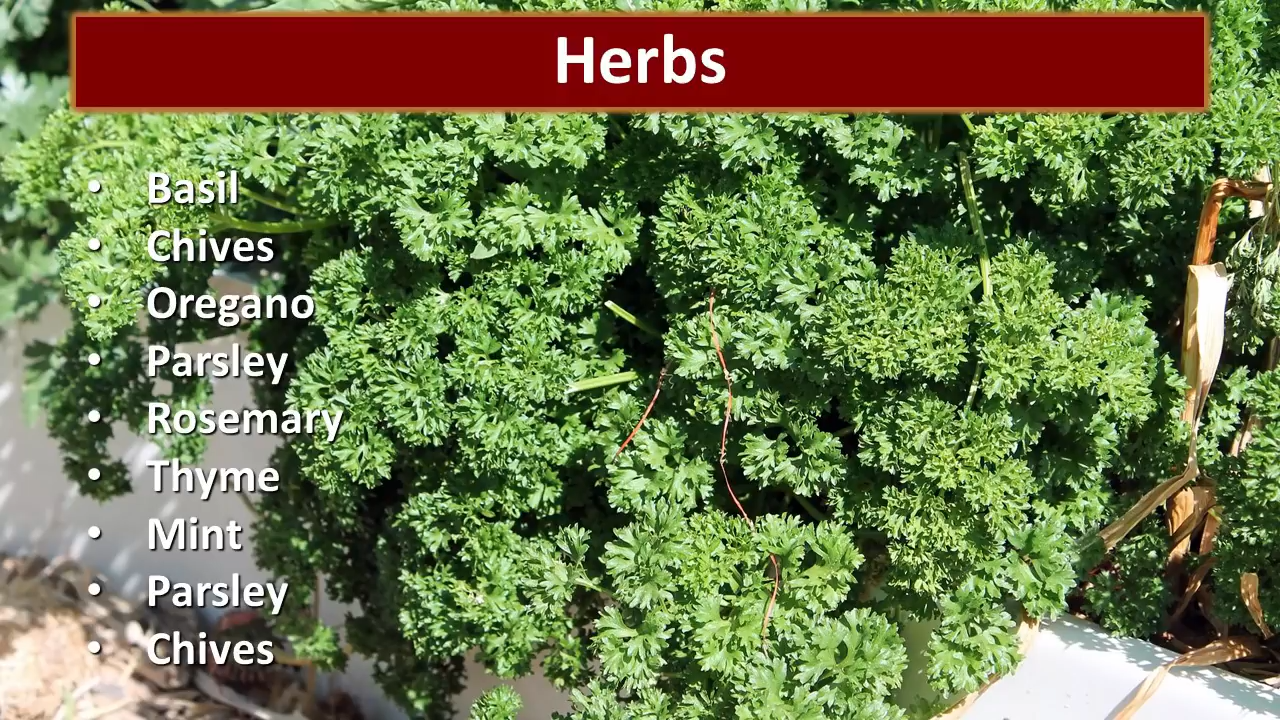 Herbs
• Basil
• Chives
• Oregano
• Parsley
• Rosemary
• Thyme
• Mint
• Parsley
• Chives